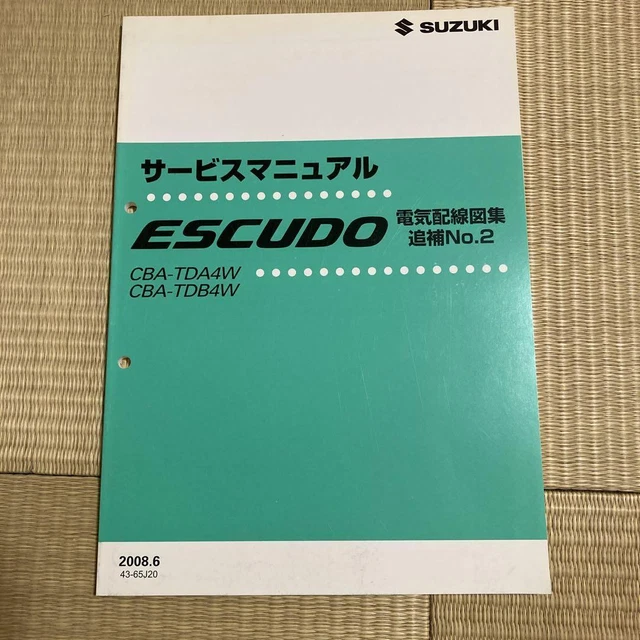 SUZUKI
サービスマニュアル
ESCUDO
電気配線図集
追補No.2
CBA-TDA4W
CBA-TDB4W
2008.6
43-65J20